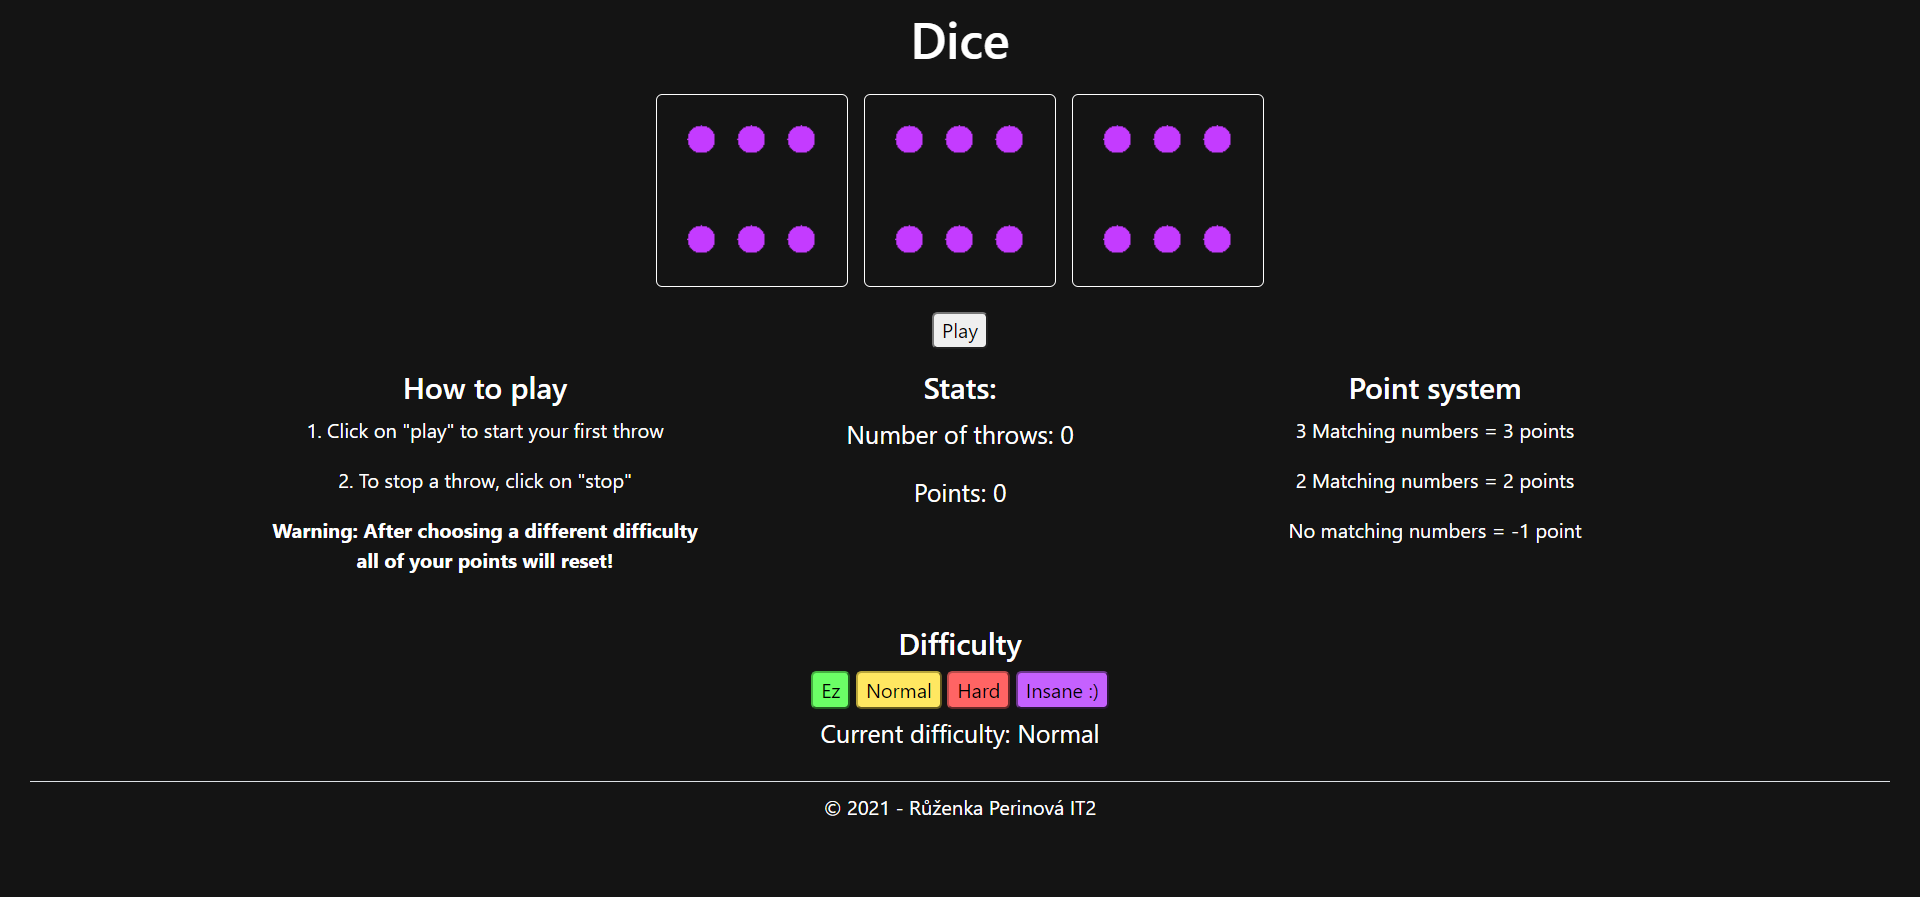 Dice
Play
How to play
1. Click on "play" to start your first throw
2. To stop a throw, click on "stop"
Warning: After choosing a different difficulty
all of your points will reset!
Stats:
Number of throws: 0
Points: 0
Point system
3 Matching numbers = 3 points
2 Matching numbers = 2 points
No matching numbers = -1 point
Difficulty
Ez Normal Hard Insane :)
Current difficulty: Normal
© 2021 - Růženka Perinová IT2